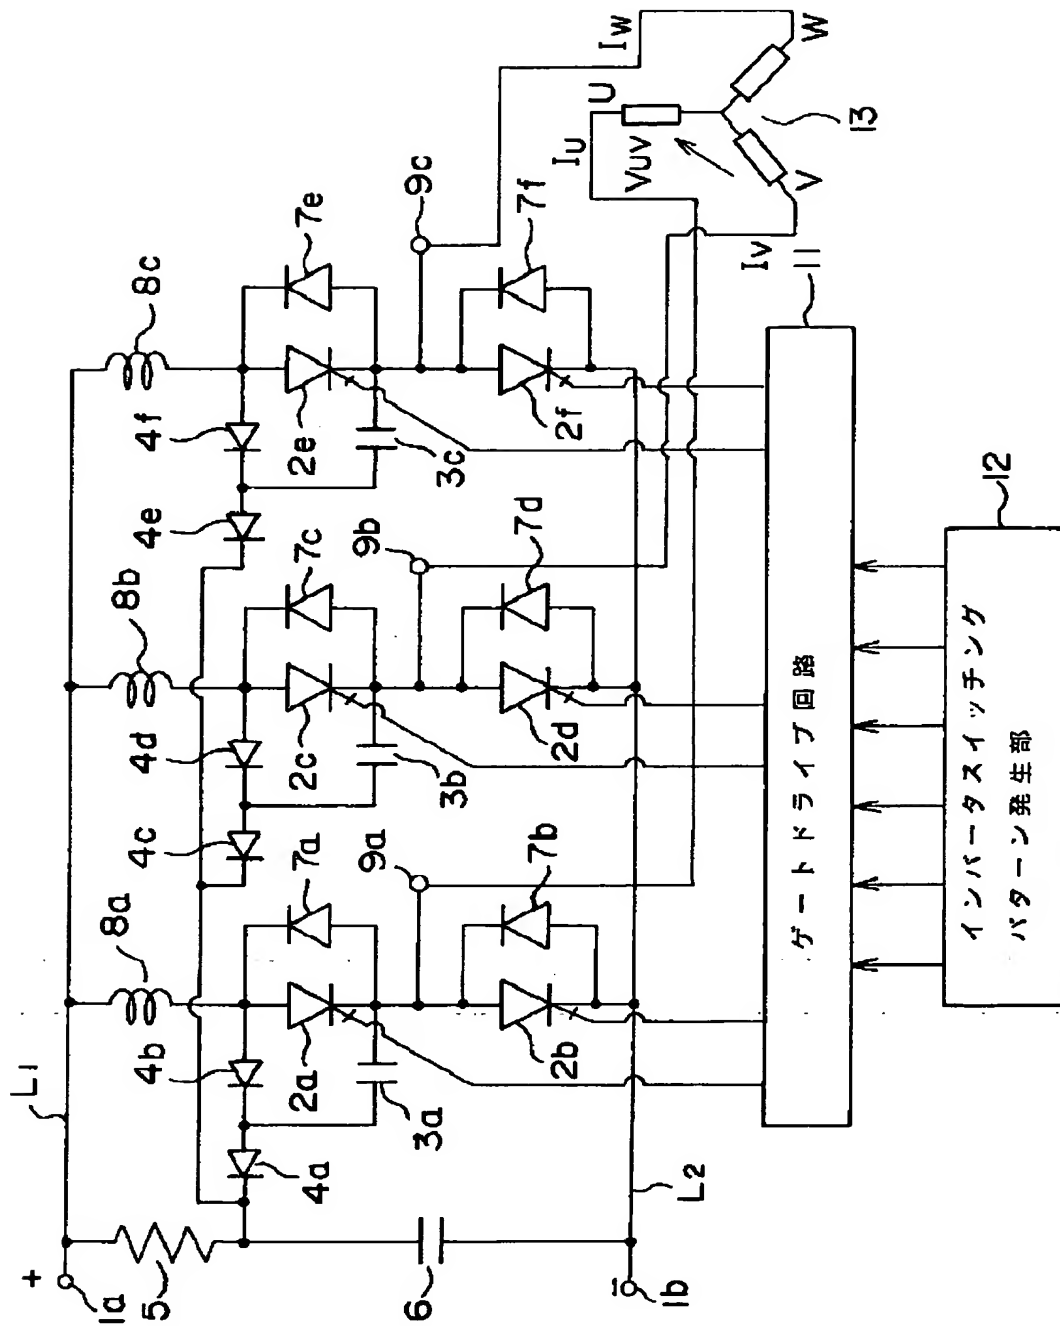 +
1a
L1
5
6
1b
L2
8a
8b
8c
4a
4b
4c
4d
4e
4f
2a
7a
2c
7c
2e
7e
3a
3b
3c
9a
9b
9c
2b
7b
2d
7d
2f
7f
IU
IV
IW
U
V
W
VUV
13
11
ゲートドライブ回路
12
インバータスイッチング
パターン発生部